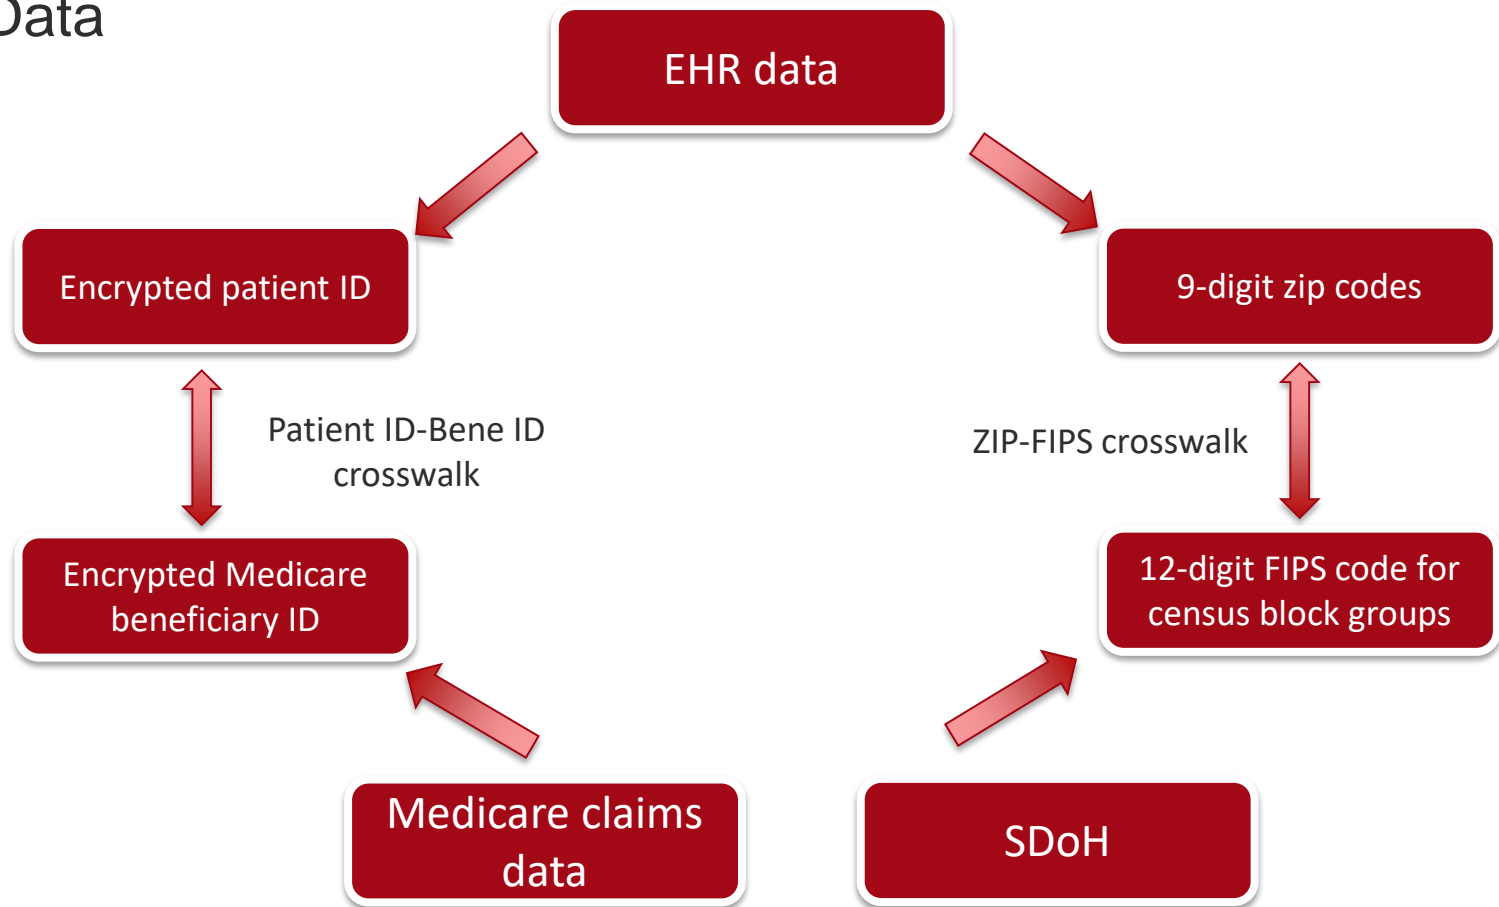 Data
EHR data
Encrypted patient ID
9-digit zip codes
Patient ID-Bene ID
crosswalk
ZIP-FIPS crosswalk
Encrypted Medicare
beneficiary ID
12-digit FIPS code for
census block groups
Medicare claims
data
SDoH